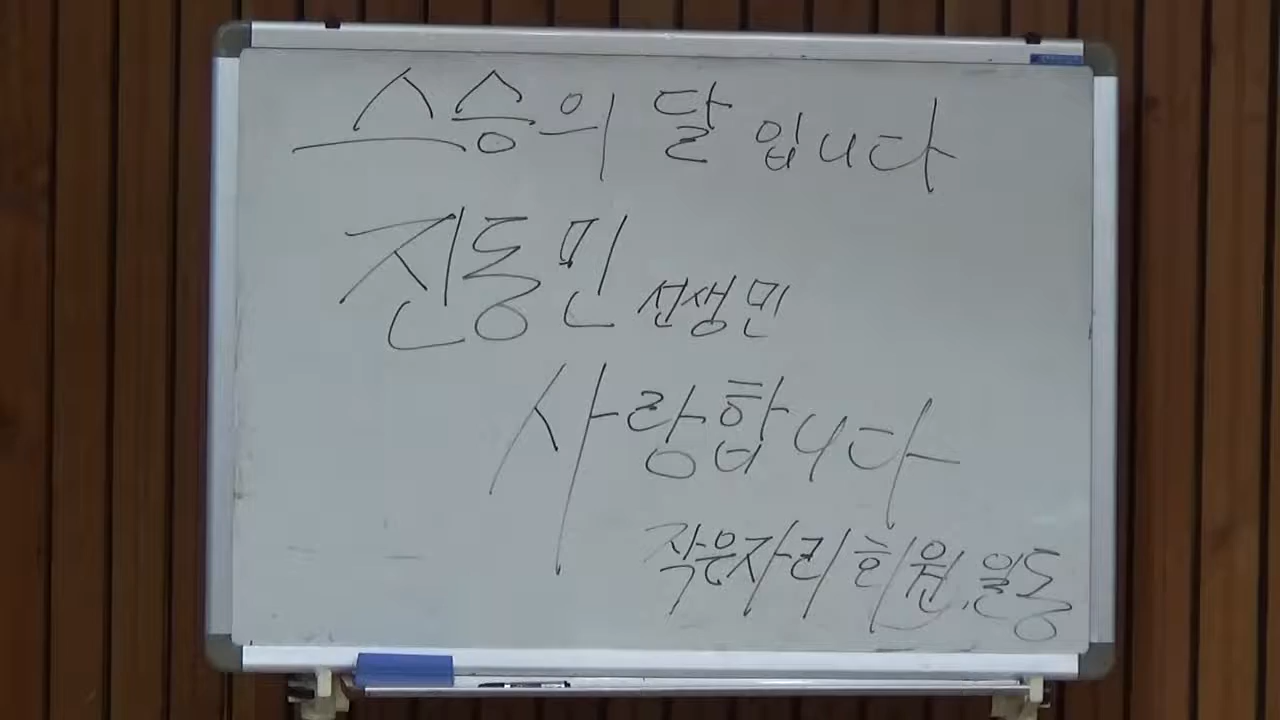 스승의 달 입니다
진동민 선생민
사랑합니다
작은자리 회원.일동